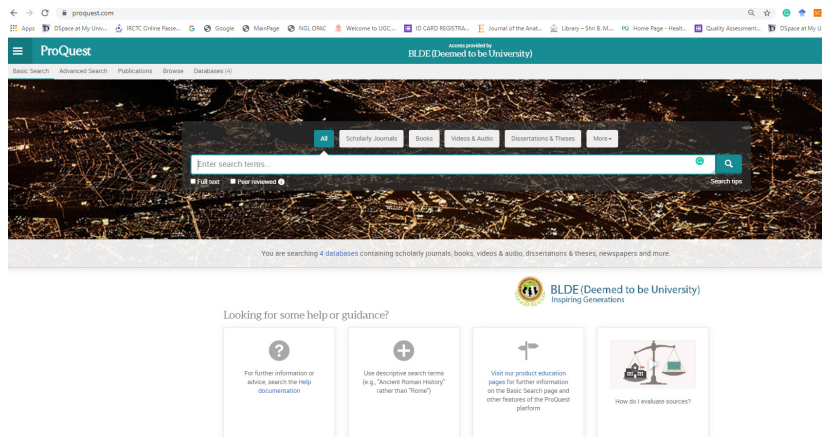 proquest.com
Apps DSpace at My Univ... IRCTC Online Passe... G Google MainPage NGL OPAC Welcome to UGC,... ID CARD REGISTRA... Journal of the Anat... Library – Shri B. M.... PQ Home Page - Healt... Quality Assessment... DSpace at My U
ProQuest
Access provided by
BLDE (Deemed to be University)
Basic Search Advanced Search Publications Browse Databases (4)
All Scholarly Journals Books Videos & Audio Dissertations & Theses More
Enter search terms...
Full text Peer reviewed Search tips
You are searching 4 databases containing scholarly journals, books, videos & audio, dissertations & theses, newspapers and more.
BLDE (Deemed to be University)
Inspiring Generations
Looking for some help or guidance?
For further information or
advice, search the Help
documentation
Use descriptive search terms
(e.g., "Ancient Roman History"
rather than "Rome")
Visit our product education
pages for further information
on the Basic Search page and
other features of the ProQuest
platform
How do I evaluate sources?